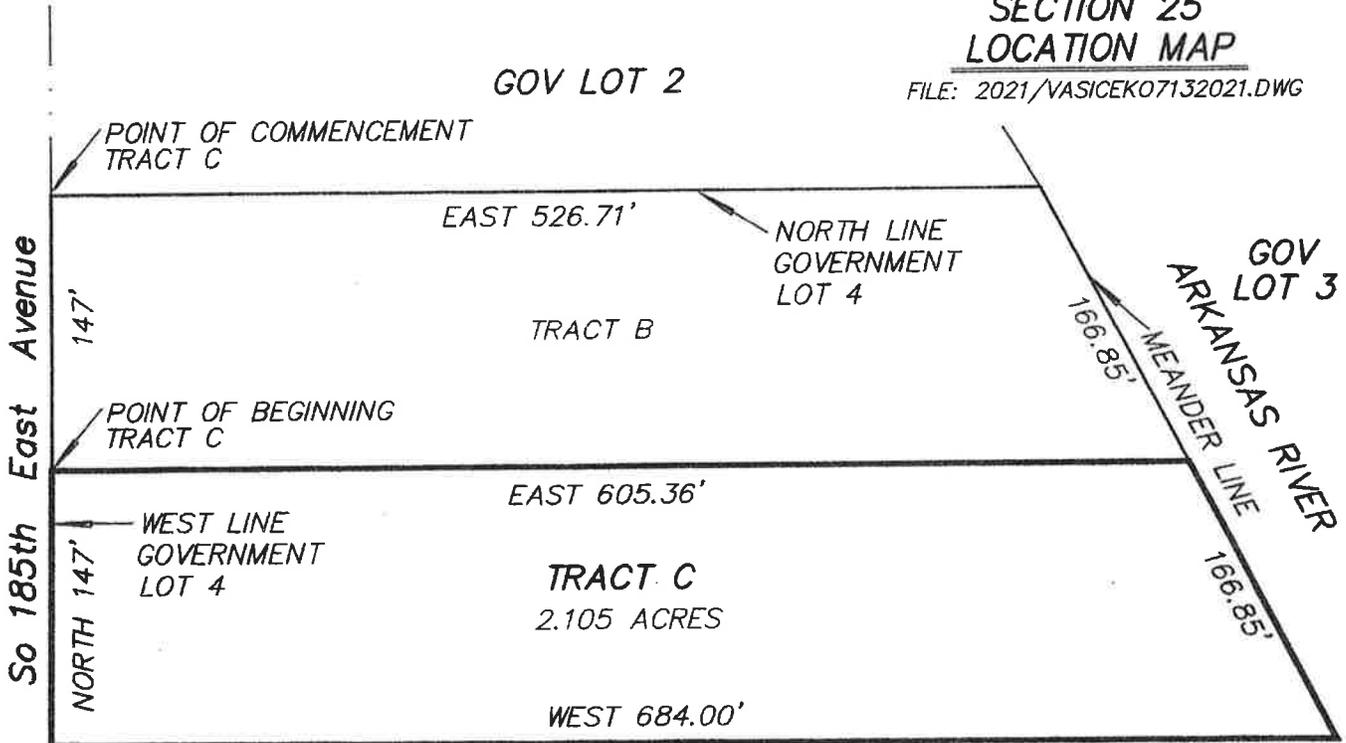 SECTION 25
LOCATION MAP
FILE: 2021/VASICEK07132021.DWG
GOV LOT 2
POINT OF COMMENCEMENT
TRACT C
EAST 526.71'
NORTH LINE
GOVERNMENT
LOT 4
GOV
LOT 3
ARKANSAS RIVER
MEANDER LINE
166.85'
147'
TRACT B
So 185th East Avenue
POINT OF BEGINNING
TRACT C
EAST 605.36'
WEST LINE
GOVERNMENT
LOT 4
NORTH 147'
TRACT C
2.105 ACRES
166.85'
WEST 684.00'